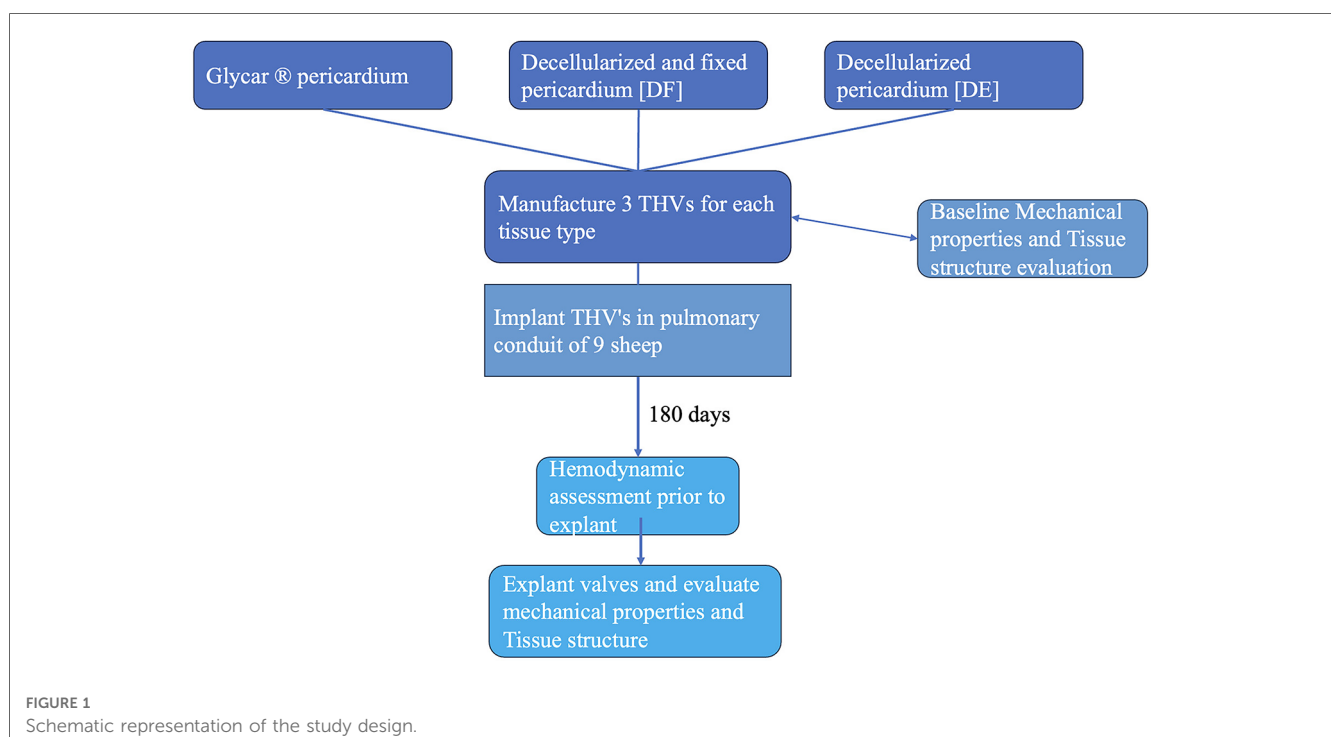 Glycar ® pericardium
Decellularized and fixed
pericardium [DF]
Decellularized
pericardium [DE]
Manufacture 3 THVs for each
tissue type
Baseline Mechanical
properties and Tissue
structure evaluation
Implant THV's in pulmonary
conduit of 9 sheep
180 days
Hemodynamic
assessment prior to
explant
Explant valves and evaluate
mechanical properties and
Tissue structure
FIGURE 1
Schematic representation of the study design.